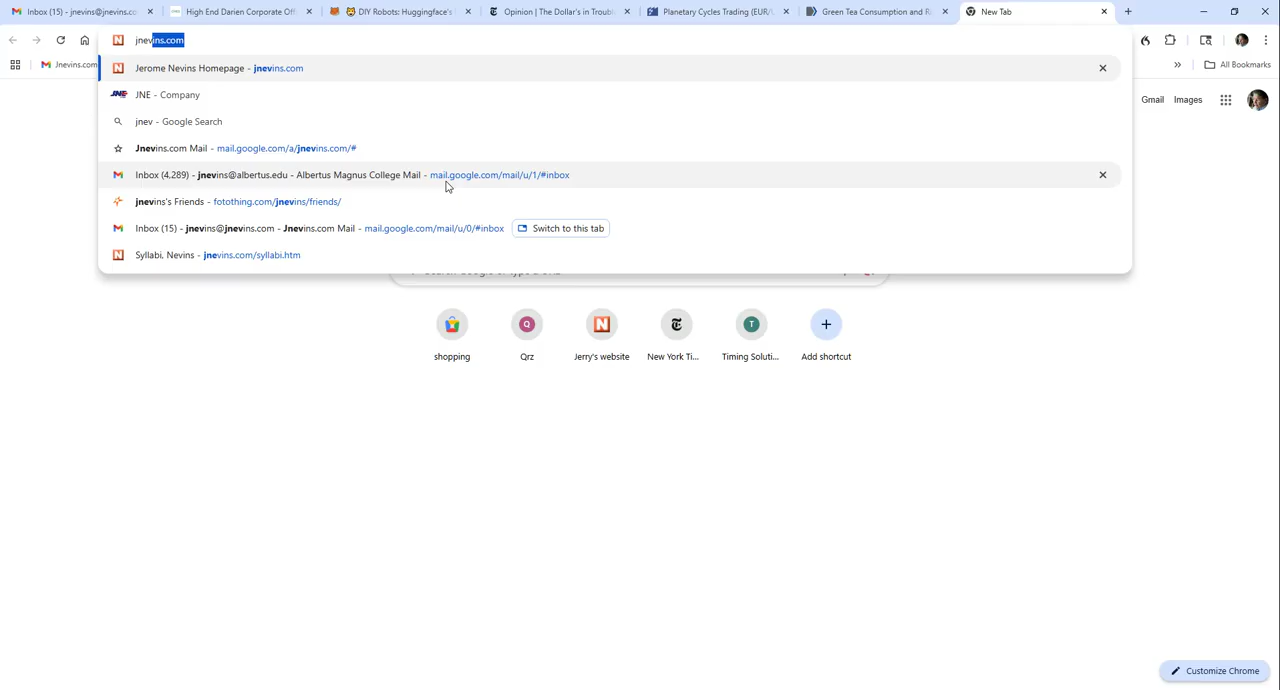 Inbox (15) - jnevins@jnevins.co
High End Darien Corporate Off
DIY Robots: Huggingface's
Opinion | The Dollar's in Troubl
Planetary Cycles Trading (EUR/U
Green Tea Consumption and R
New Tab
jnevins.com
Jnevins.com
All Bookmarks
Jerome Nevins Homepage - jnevins.com
JNE - Company
jnev - Google Search
Jnevins.com Mail - mail.google.com/a/jnevins.com/#
Inbox (4,289) - jnevins@albertus.edu - Albertus Magnus College Mail - mail.google.com/mail/u/1/#inbox
jnevins's Friends - fotothing.com/jnevins/friends/
Inbox (15) - jnevins@jnevins.com - Jnevins.com Mail - mail.google.com/mail/u/0/#inbox Switch to this tab
Syllabi, Nevins - jnevins.com/syllabi.htm
Gmail Images
shopping
Qrz
Jerry's website
New York Ti...
Timing Soluti...
Add shortcut
Customize Chrome